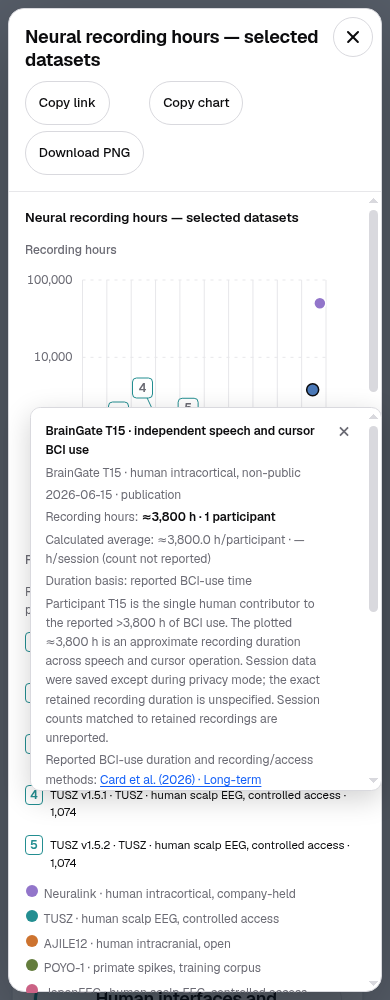 Neural recording hours — selected
datasets
Copy link
Copy chart
Download PNG
Neural recording hours — selected datasets
Recording hours
100,000
10,000
4
5
BrainGate T15 · independent speech and cursor
BCI use
BrainGate T15 · human intracortical, non-public
2026-06-15 · publication
Recording hours: ≈3,800 h · 1 participant
Calculated average: ≈3,800.0 h/participant · —
h/session (count not reported)
Duration basis: reported BCI-use time
Participant T15 is the single human contributor to
the reported >3,800 h of BCI use. The plotted
≈3,800 h is an approximate recording duration
across speech and cursor operation. Session data
were saved except during privacy mode; the exact
retained recording duration is unspecified. Session
counts matched to retained recordings are
unreported.
Reported BCI-use duration and recording/access
methods: Card et al. (2026) · Long-term
4 TUSZ v1.5.1 · TUSZ · human scalp EEG, controlled access ·
1,074
5 TUSZ v1.5.2 · TUSZ · human scalp EEG, controlled access ·
1,074
Neuralink · human intracortical, company-held
TUSZ · human scalp EEG, controlled access
AJILE12 · human intracranial, open
POYO-1 · primate spikes, training corpus